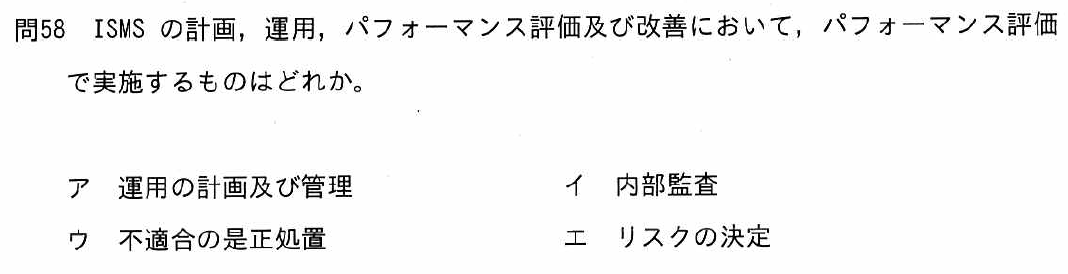 問58 ISMS の計画，運用，パフォーマンス評価及び改善において，パフォーマンス評価
で実施するものはどれか。
ア 運用の計画及び管理 イ 内部監査
ウ 不適合の是正処置 エ リスクの決定